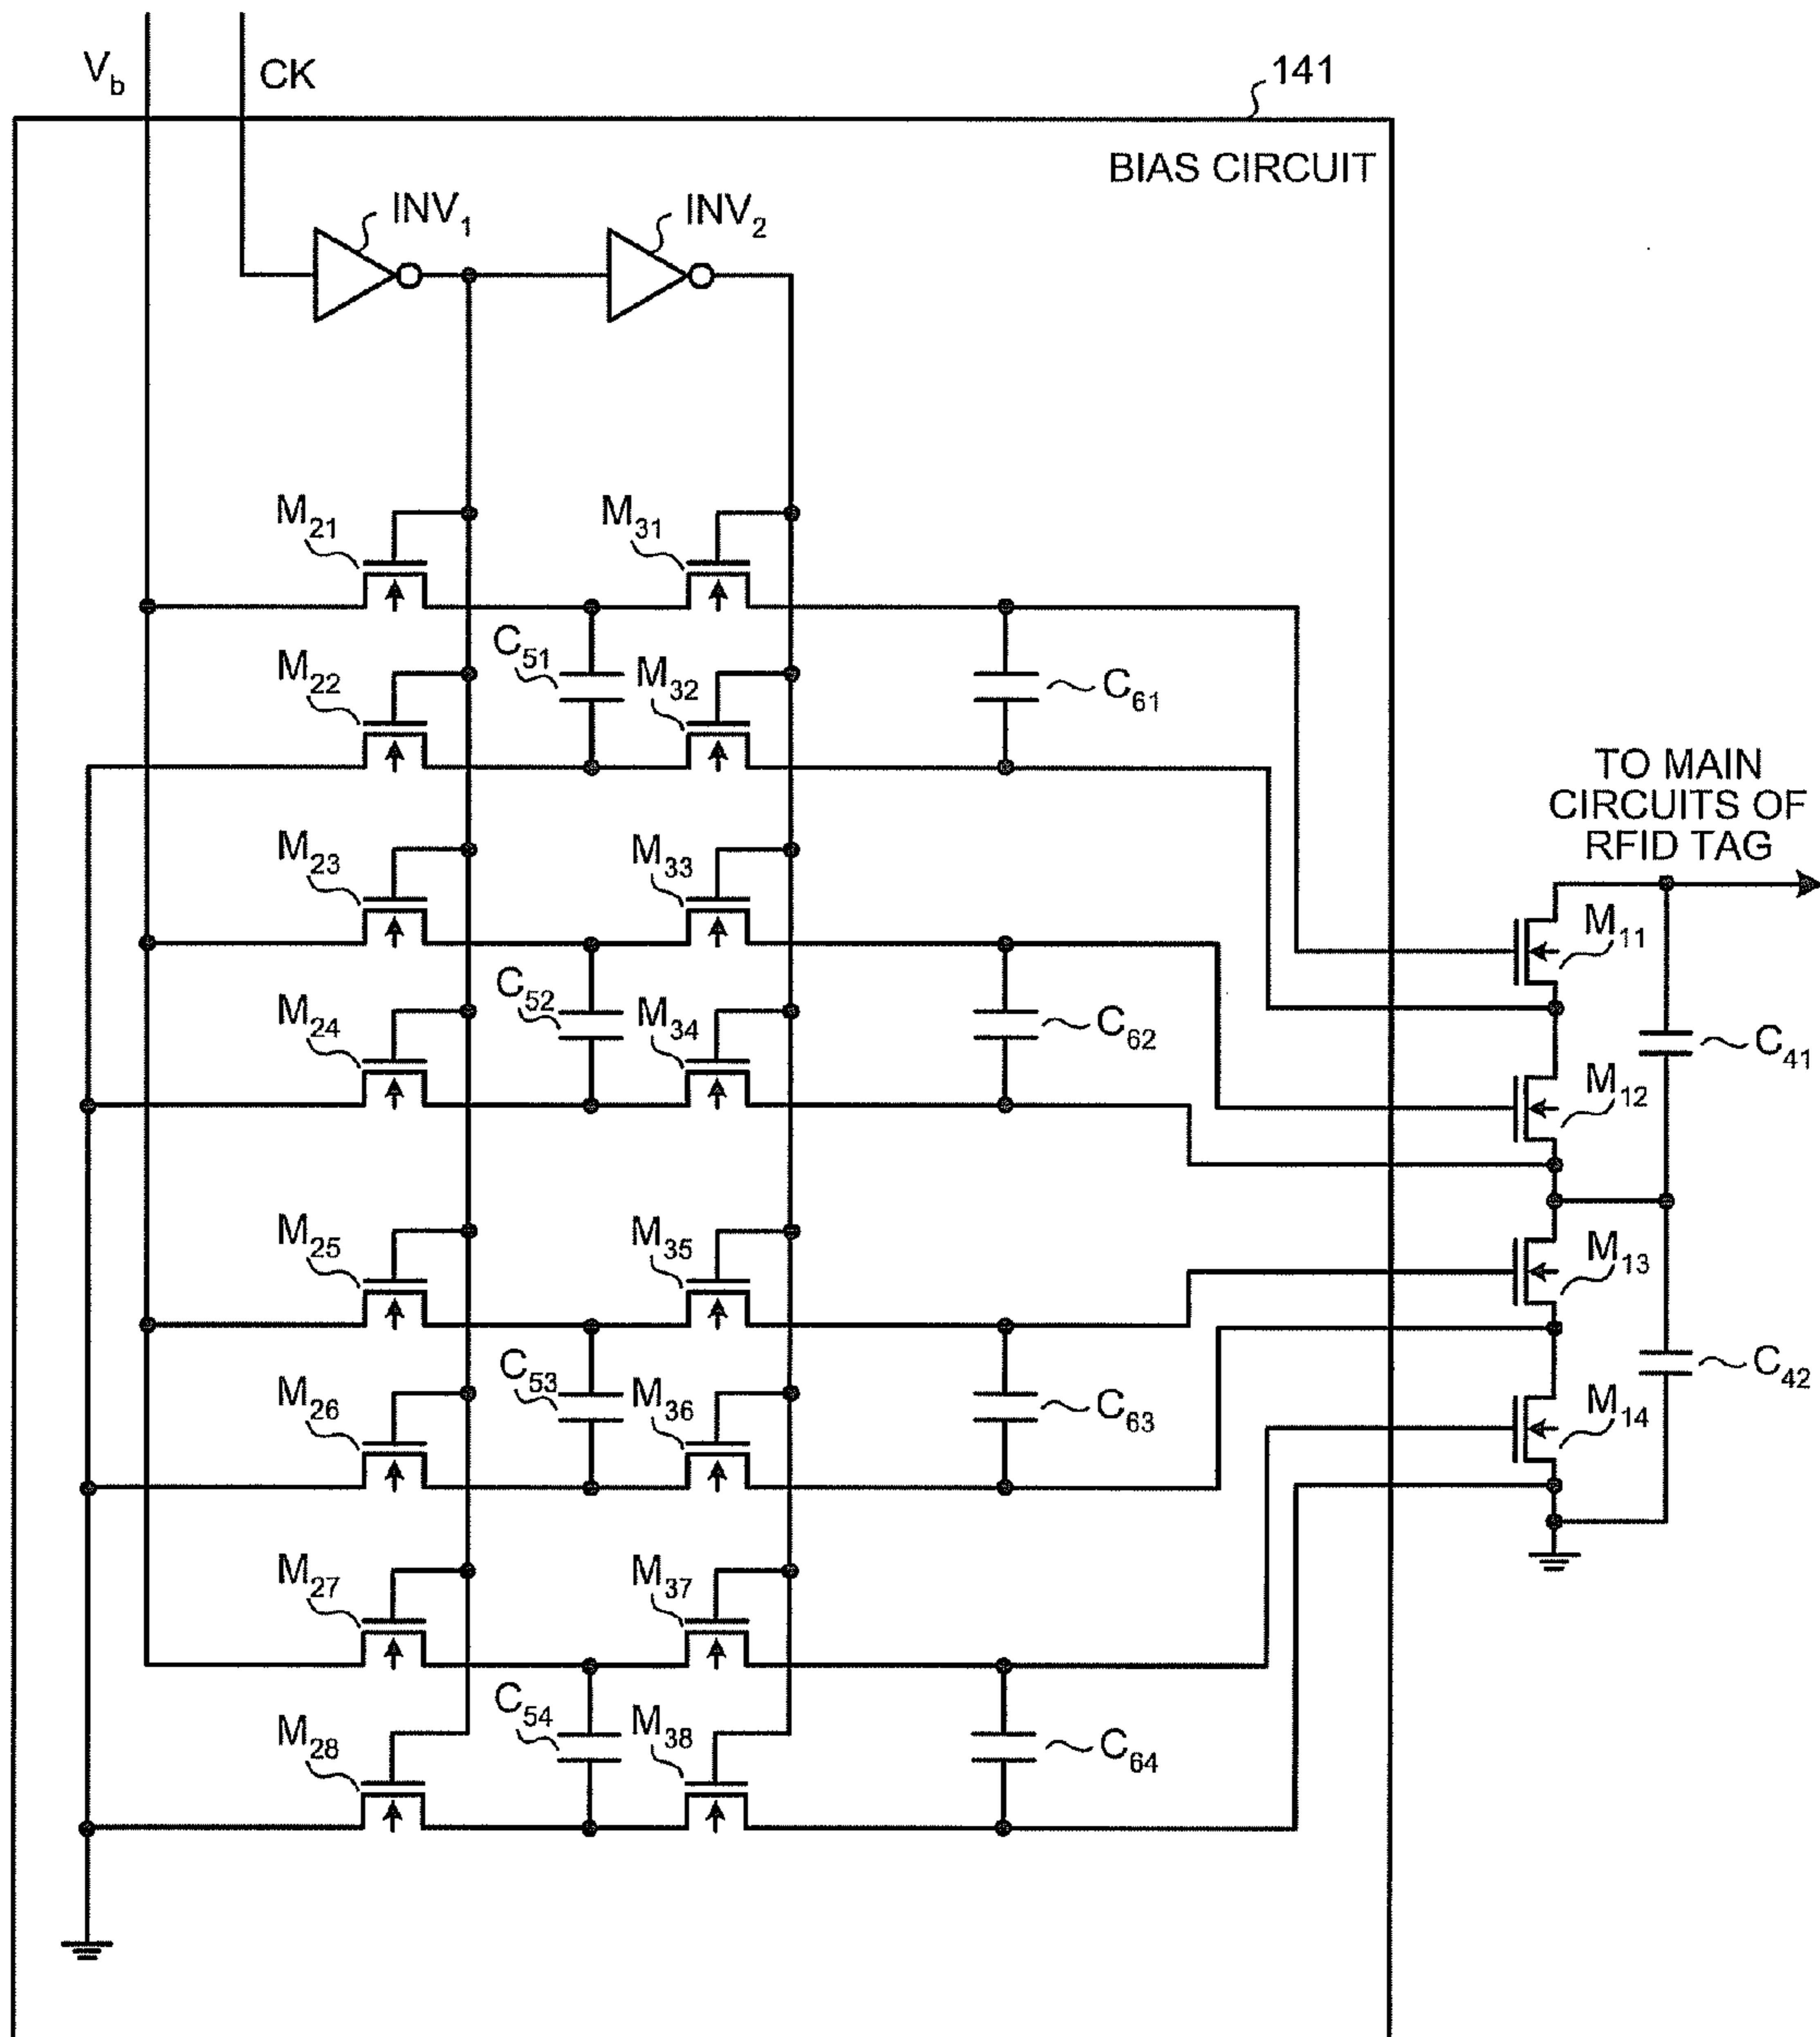 V_b
CK
141
BIAS CIRCUIT
INV_1
INV_2
M_21
M_31
C_51
M_22
M_32
C_61
TO MAIN
CIRCUITS OF
RFID TAG
M_23
M_33
M_11
C_52
M_24
M_34
C_62
C_41
M_12
M_25
M_35
M_13
C_53
M_26
M_36
C_63
C_42
M_14
M_27
M_37
C_54
M_28
M_38
C_64